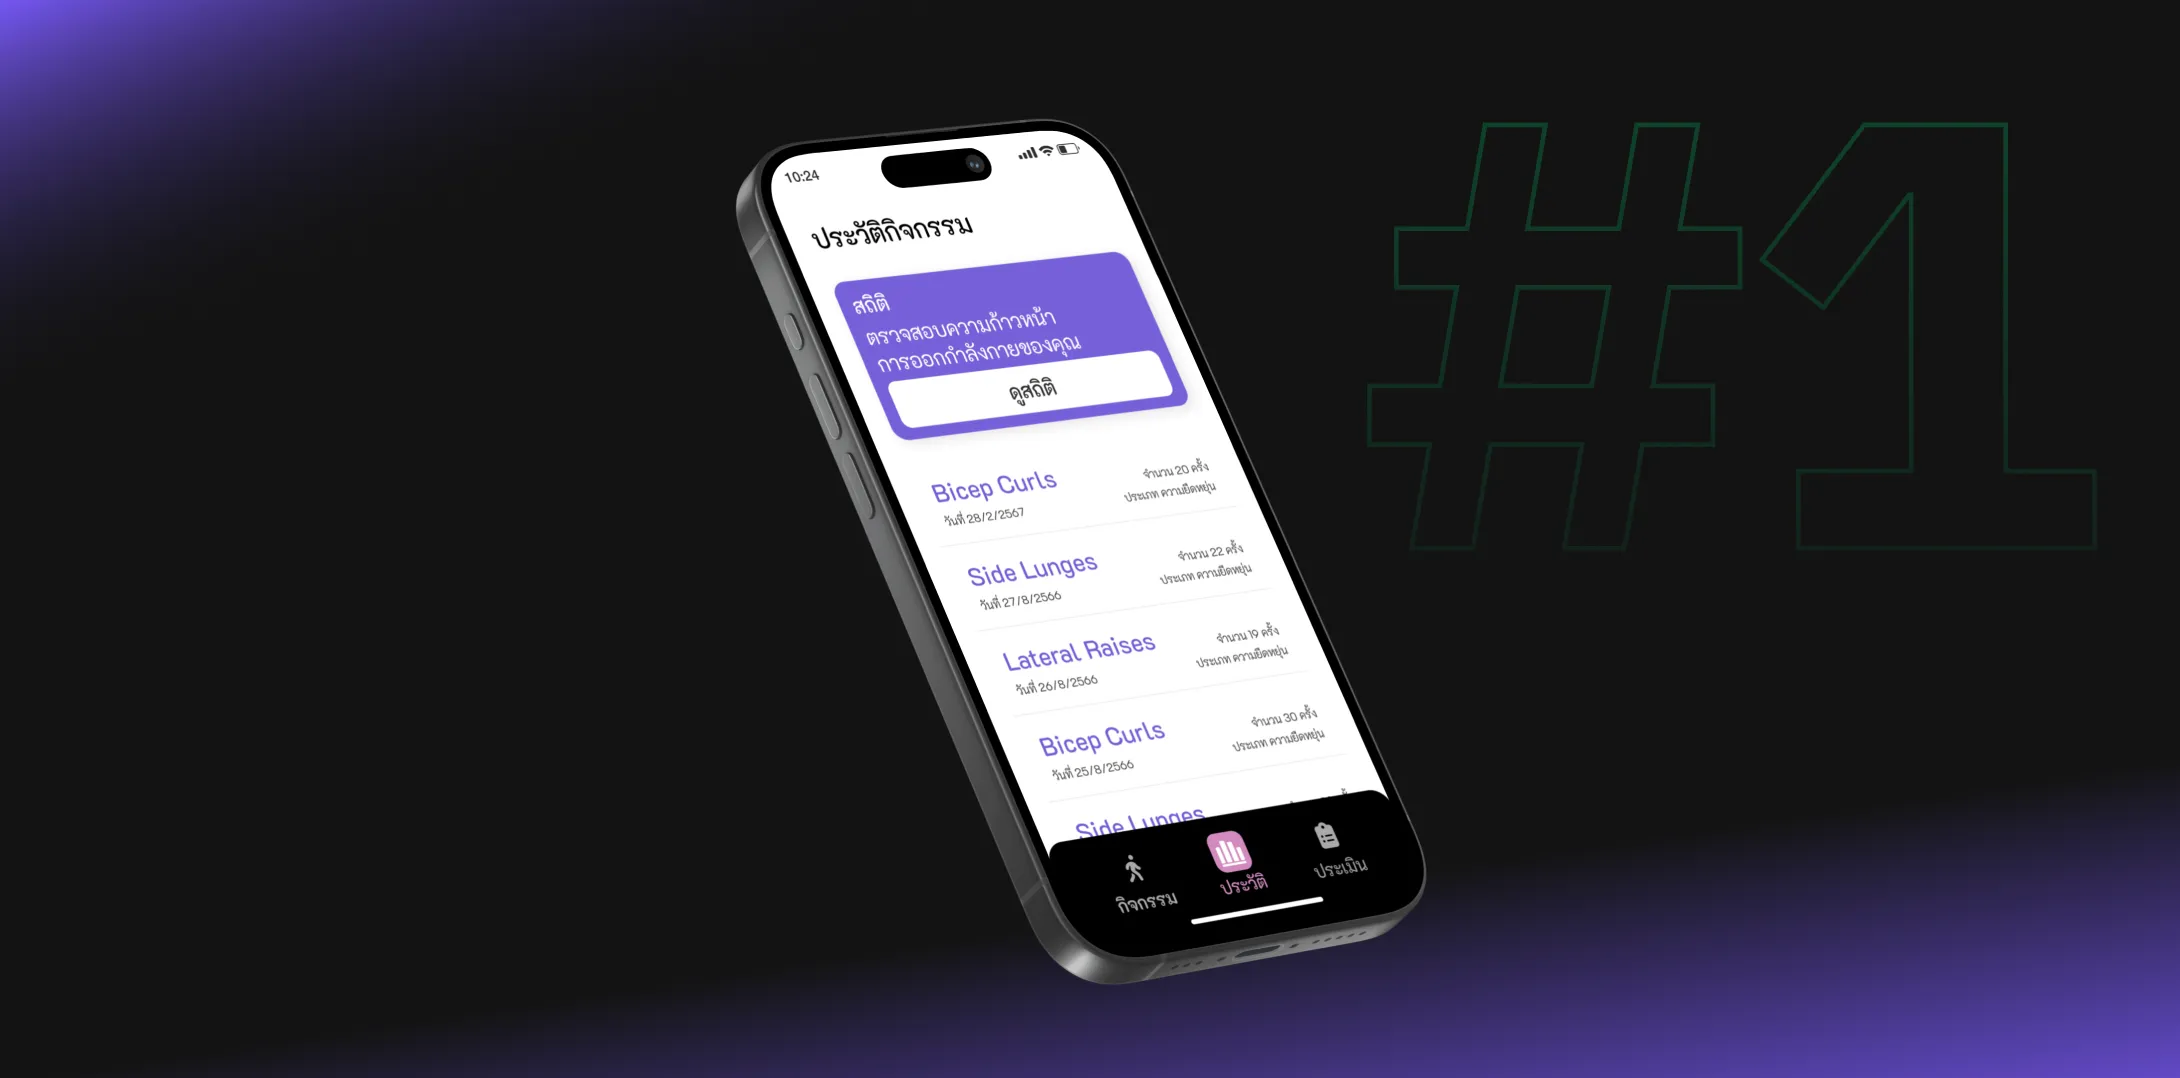 #1
10:24
ประวัติกิจกรรม
สถิติ
ตรวจสอบความก้าวหน้า
การออกกำลังกายของคุณ
ดูสถิติ
Bicep Curls
จำนวน 20 ครั้ง
วันที่ 28/2/2567
ประเภท ความยืดหยุ่น
Side Lunges
จำนวน 22 ครั้ง
วันที่ 27/8/2566
ประเภท ความยืดหยุ่น
Lateral Raises
จำนวน 19 ครั้ง
วันที่ 26/8/2566
ประเภท ความยืดหยุ่น
Bicep Curls
จำนวน 30 ครั้ง
วันที่ 25/8/2566
ประเภท ความยืดหยุ่น
Side Lunges
กิจกรรม
ประวัติ
ประเมิน